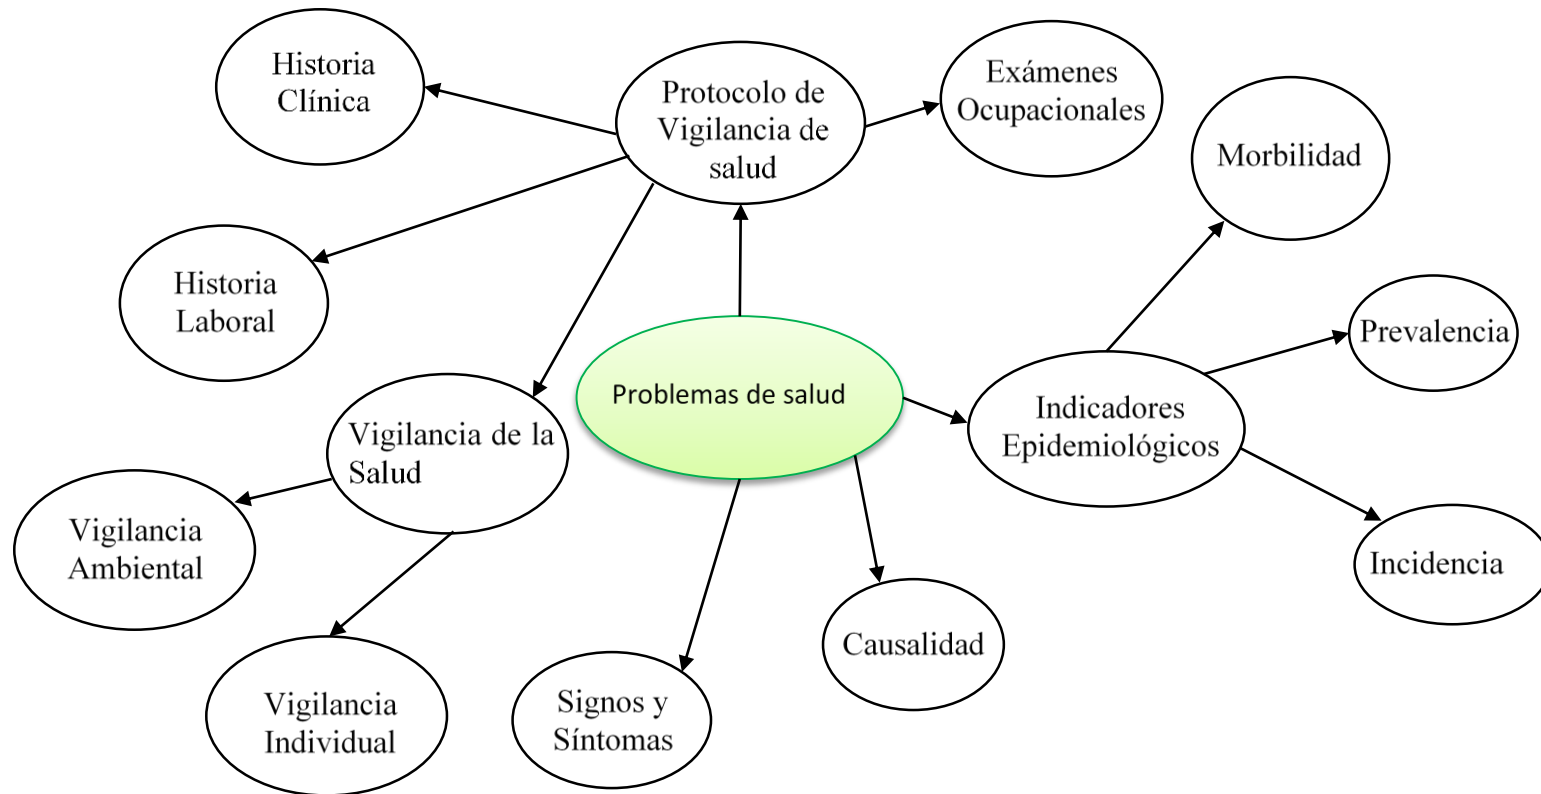 Historia
Clínica
Protocolo de
Vigilancia de
salud
Exámenes
Ocupacionales
Morbilidad
Historia
Laboral
Prevalencia
Problemas de salud
Indicadores
Epidemiológicos
Vigilancia de la
Salud
Vigilancia
Ambiental
Incidencia
Causalidad
Vigilancia
Individual
Signos y
Síntomas